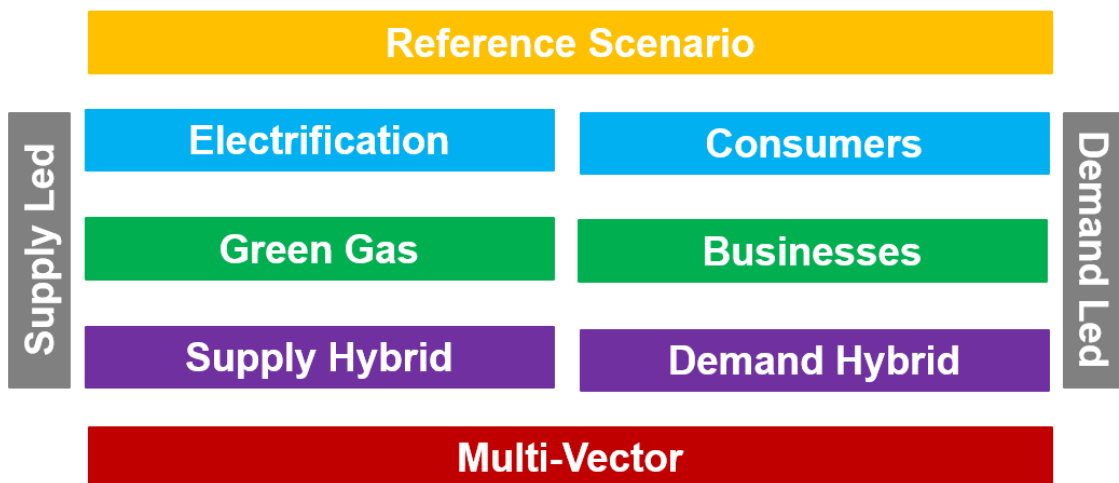 Reference Scenario
Supply Led
Electrification
Consumers
Green Gas
Businesses
Supply Hybrid
Demand Hybrid
Demand Led
Multi-Vector